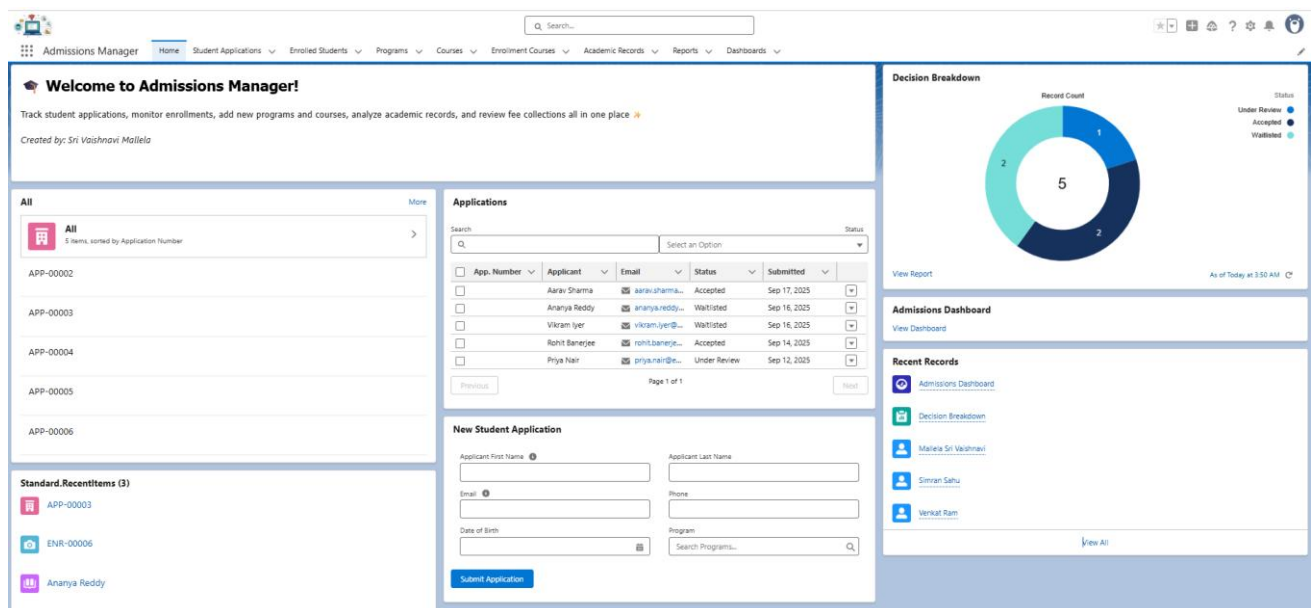 Search...
Admissions Manager Home Student Applications Enrolled Students Programs Courses Enrollment Courses Academic Records Reports Dashboards
Welcome to Admissions Manager!
Track student applications, monitor enrollments, add new programs and courses, analyze academic records, and review fee collections all in one place
Created by: Sri Vaishnavi Mallela
All More
All
5 items, sorted by Application Number
APP-00002
APP-00003
APP-00004
APP-00005
APP-00006
Standard.RecentItems (3)
APP-00003
ENR-00006
Ananya Reddy
Applications
Search Status
Select an Option
App. Number Applicant Email Status Submitted
Aarav Sharma aarav.sharma... Accepted Sep 17, 2025
Ananya Reddy ananya.reddy... Waitlisted Sep 16, 2025
Vikram Iyer vikram.iyer@... Waitlisted Sep 16, 2025
Rohit Banerjee rohit.banerje... Accepted Sep 14, 2025
Priya Nair priya.nair@e... Under Review Sep 12, 2025
Previous Page 1 of 1 Next
New Student Application
Applicant First Name Applicant Last Name
Email Phone
Date of Birth Program
Search Programs...
Submit Application
Decision Breakdown
Record Count Status
Under Review
Accepted
Waitlisted
1
2
5
2
View Report As of Today at 3:50 AM
Admissions Dashboard
View Dashboard
Recent Records
Admissions Dashboard
Decision Breakdown
Mallela Sri Vaishnavi
Simran Sahu
Venkat Ram
View All